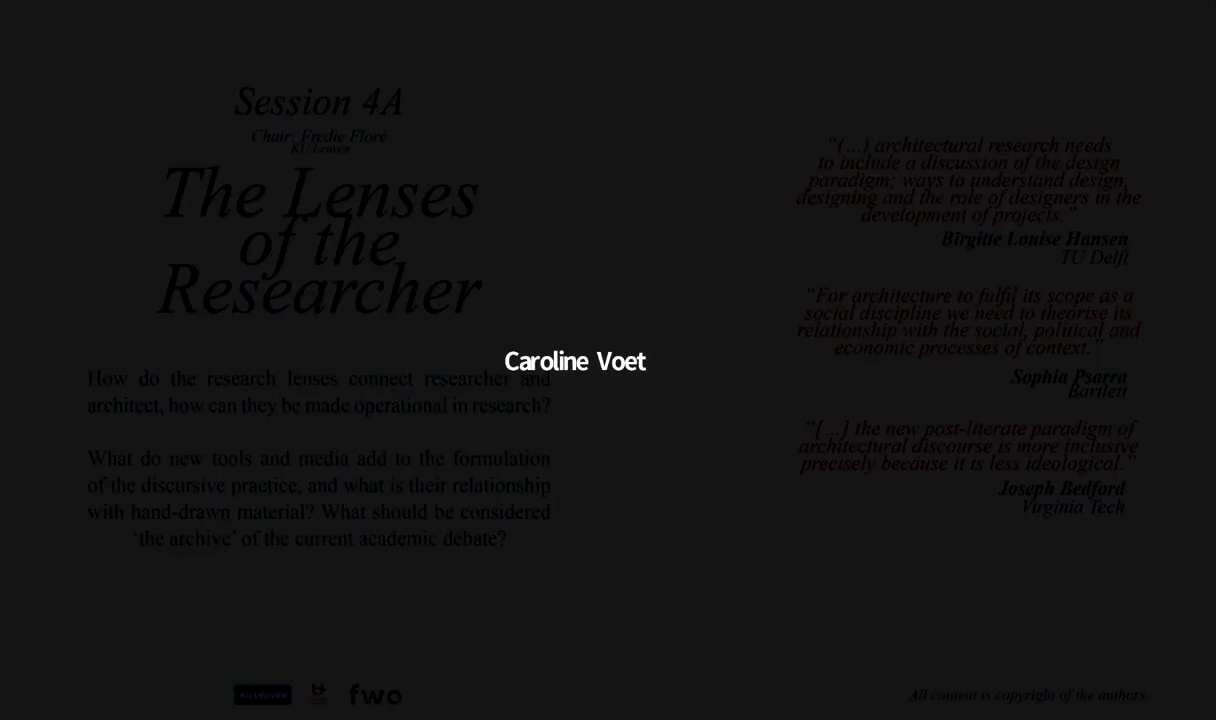 Session 4A
Chair: Fredie Floré
KU Leuven
The Lenses
of the
Researcher
How do the research lenses connect researcher and
architect, how can they be made operational in research?
What do new tools and media add to the formulation
of the discursive practice, and what is their relationship
with hand-drawn material? What should be considered
‘the archive’ of the current academic debate?
Caroline Voet
“(...) architectural research needs
to include a discussion of the design
paradigm; ways to understand design,
designing and the role of designers in the
development of projects.”
Birgitte Louise Hansen
TU Delft
“For architecture to fulfil its scope as a
social discipline we need to theorise its
relationship with the social, political and
economic processes of context.”
Sophia Psarra
Bartlett
“[...] the new post-literate paradigm of
architectural discourse is more inclusive
precisely because it is less ideological.”
Joseph Bedford
Virginia Tech
KU LEUVEN
fwo
All content is copyright of the authors.